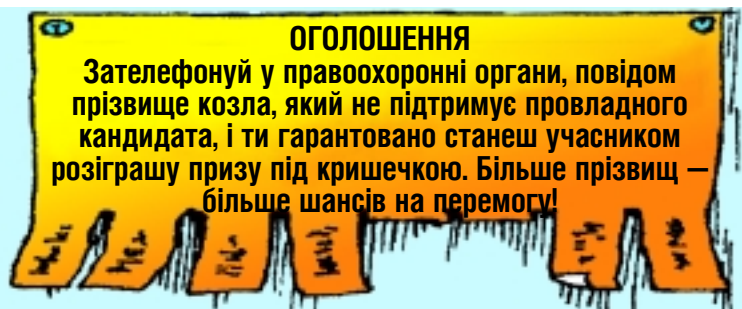 ОГОЛОШЕННЯ
Зателефонуй у правоохоронні органи, повідом
прізвище козла, який не підтримує провладного
кандидата, і ти гарантовано станеш учасником
розіграшу призу під кришечкою. Більше прізвищ –
більше шансів на перемогу!